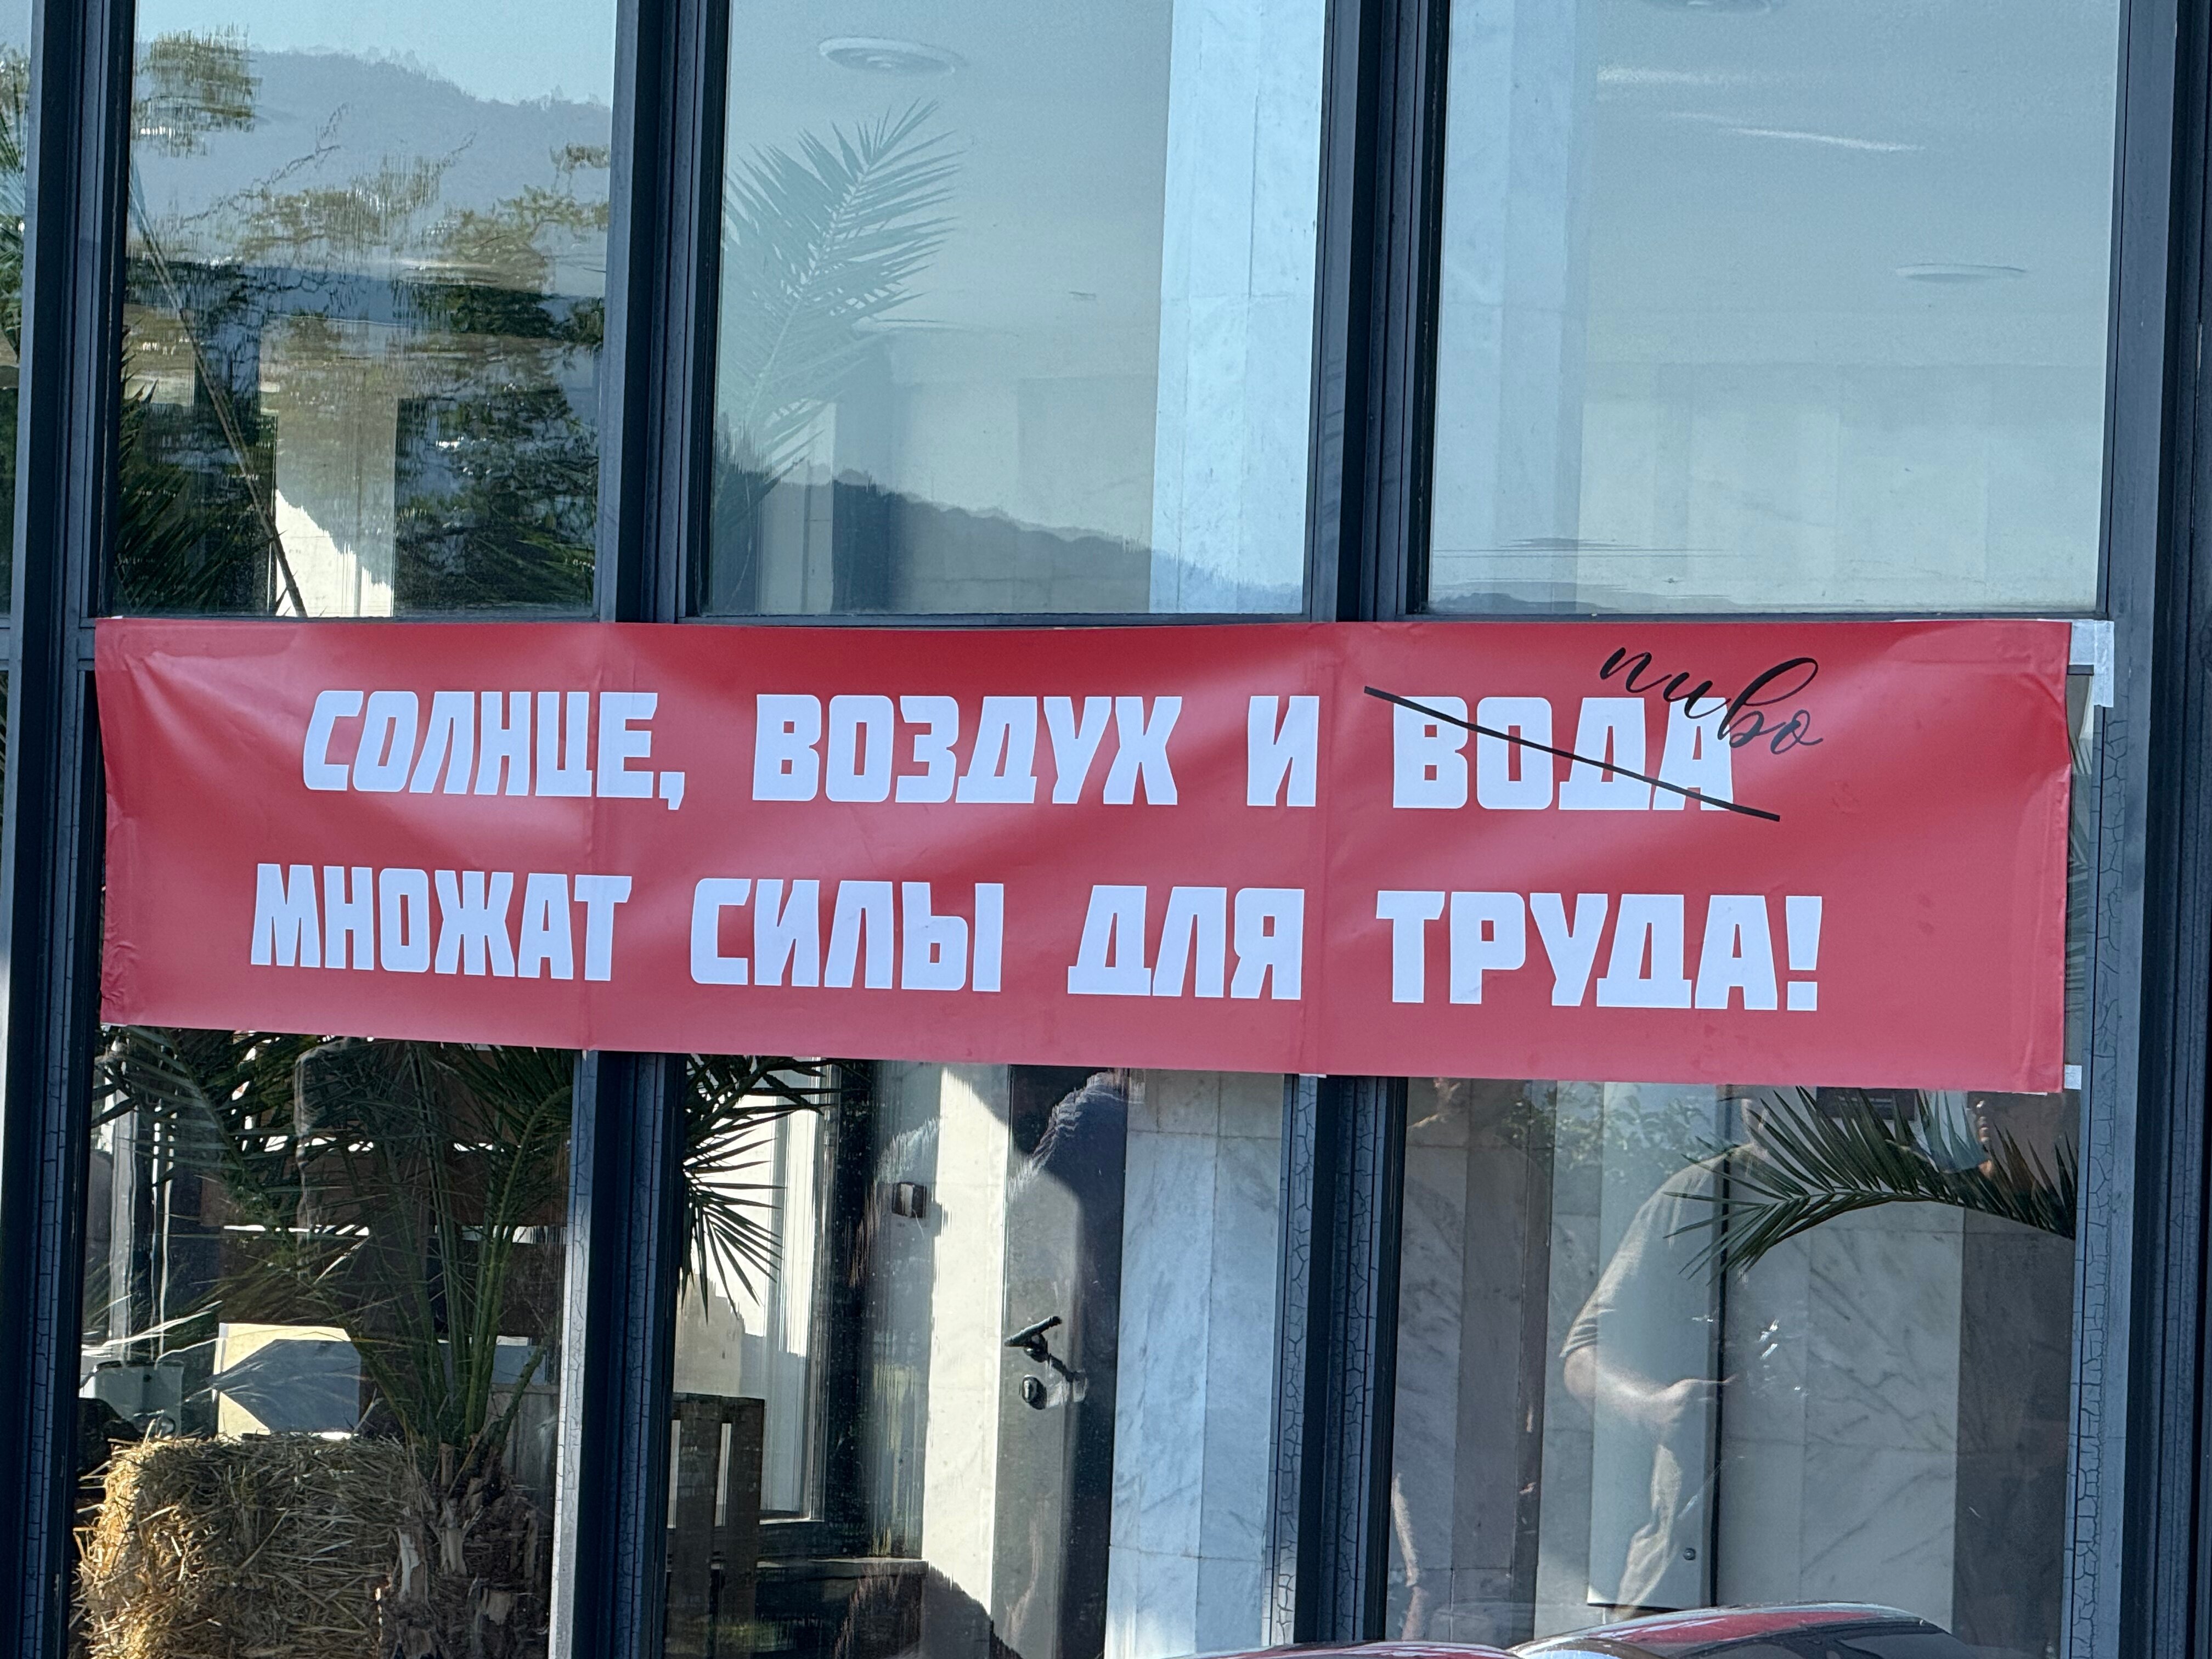 пиво
СОЛНЦЕ, ВОЗДУХ И ВОДА
МНОЖАТ СИЛЫ ДЛЯ ТРУДА!